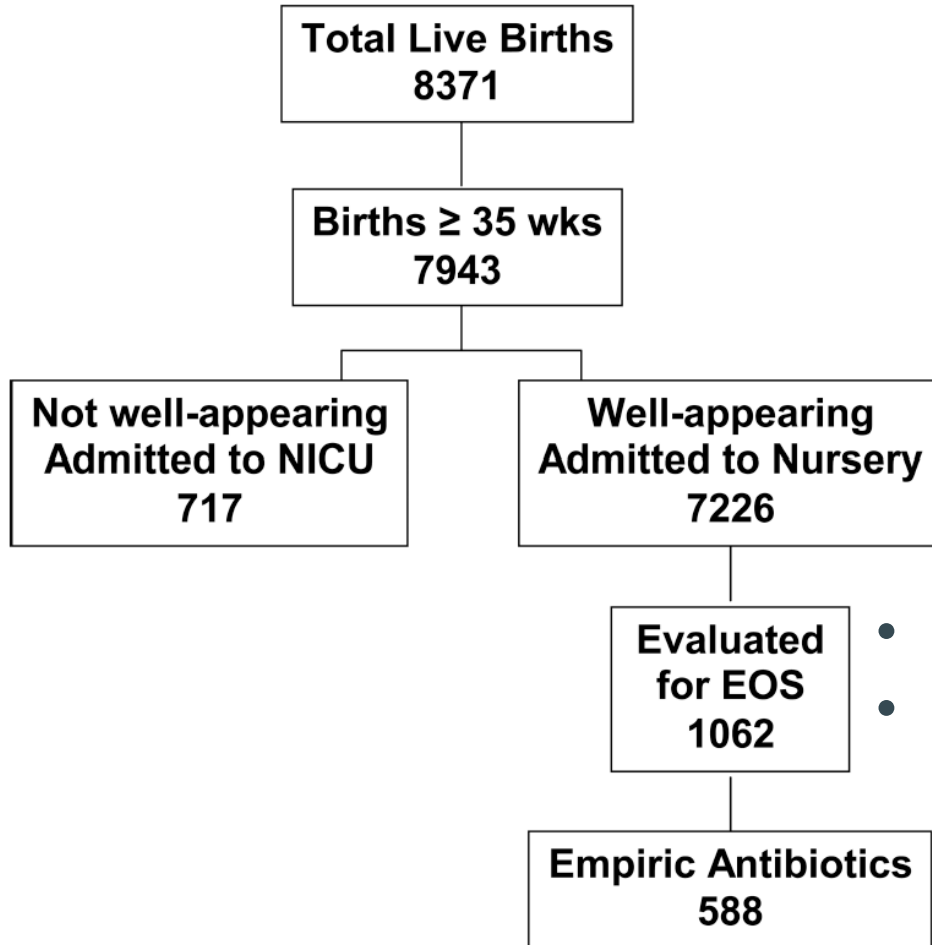 Total Live Births
8371
Births ≥ 35 wks
7943
Not well-appearing
Admitted to NICU
717
Well-appearing
Admitted to Nursery
7226
Evaluated
for EOS
1062
Empiric Antibiotics
588